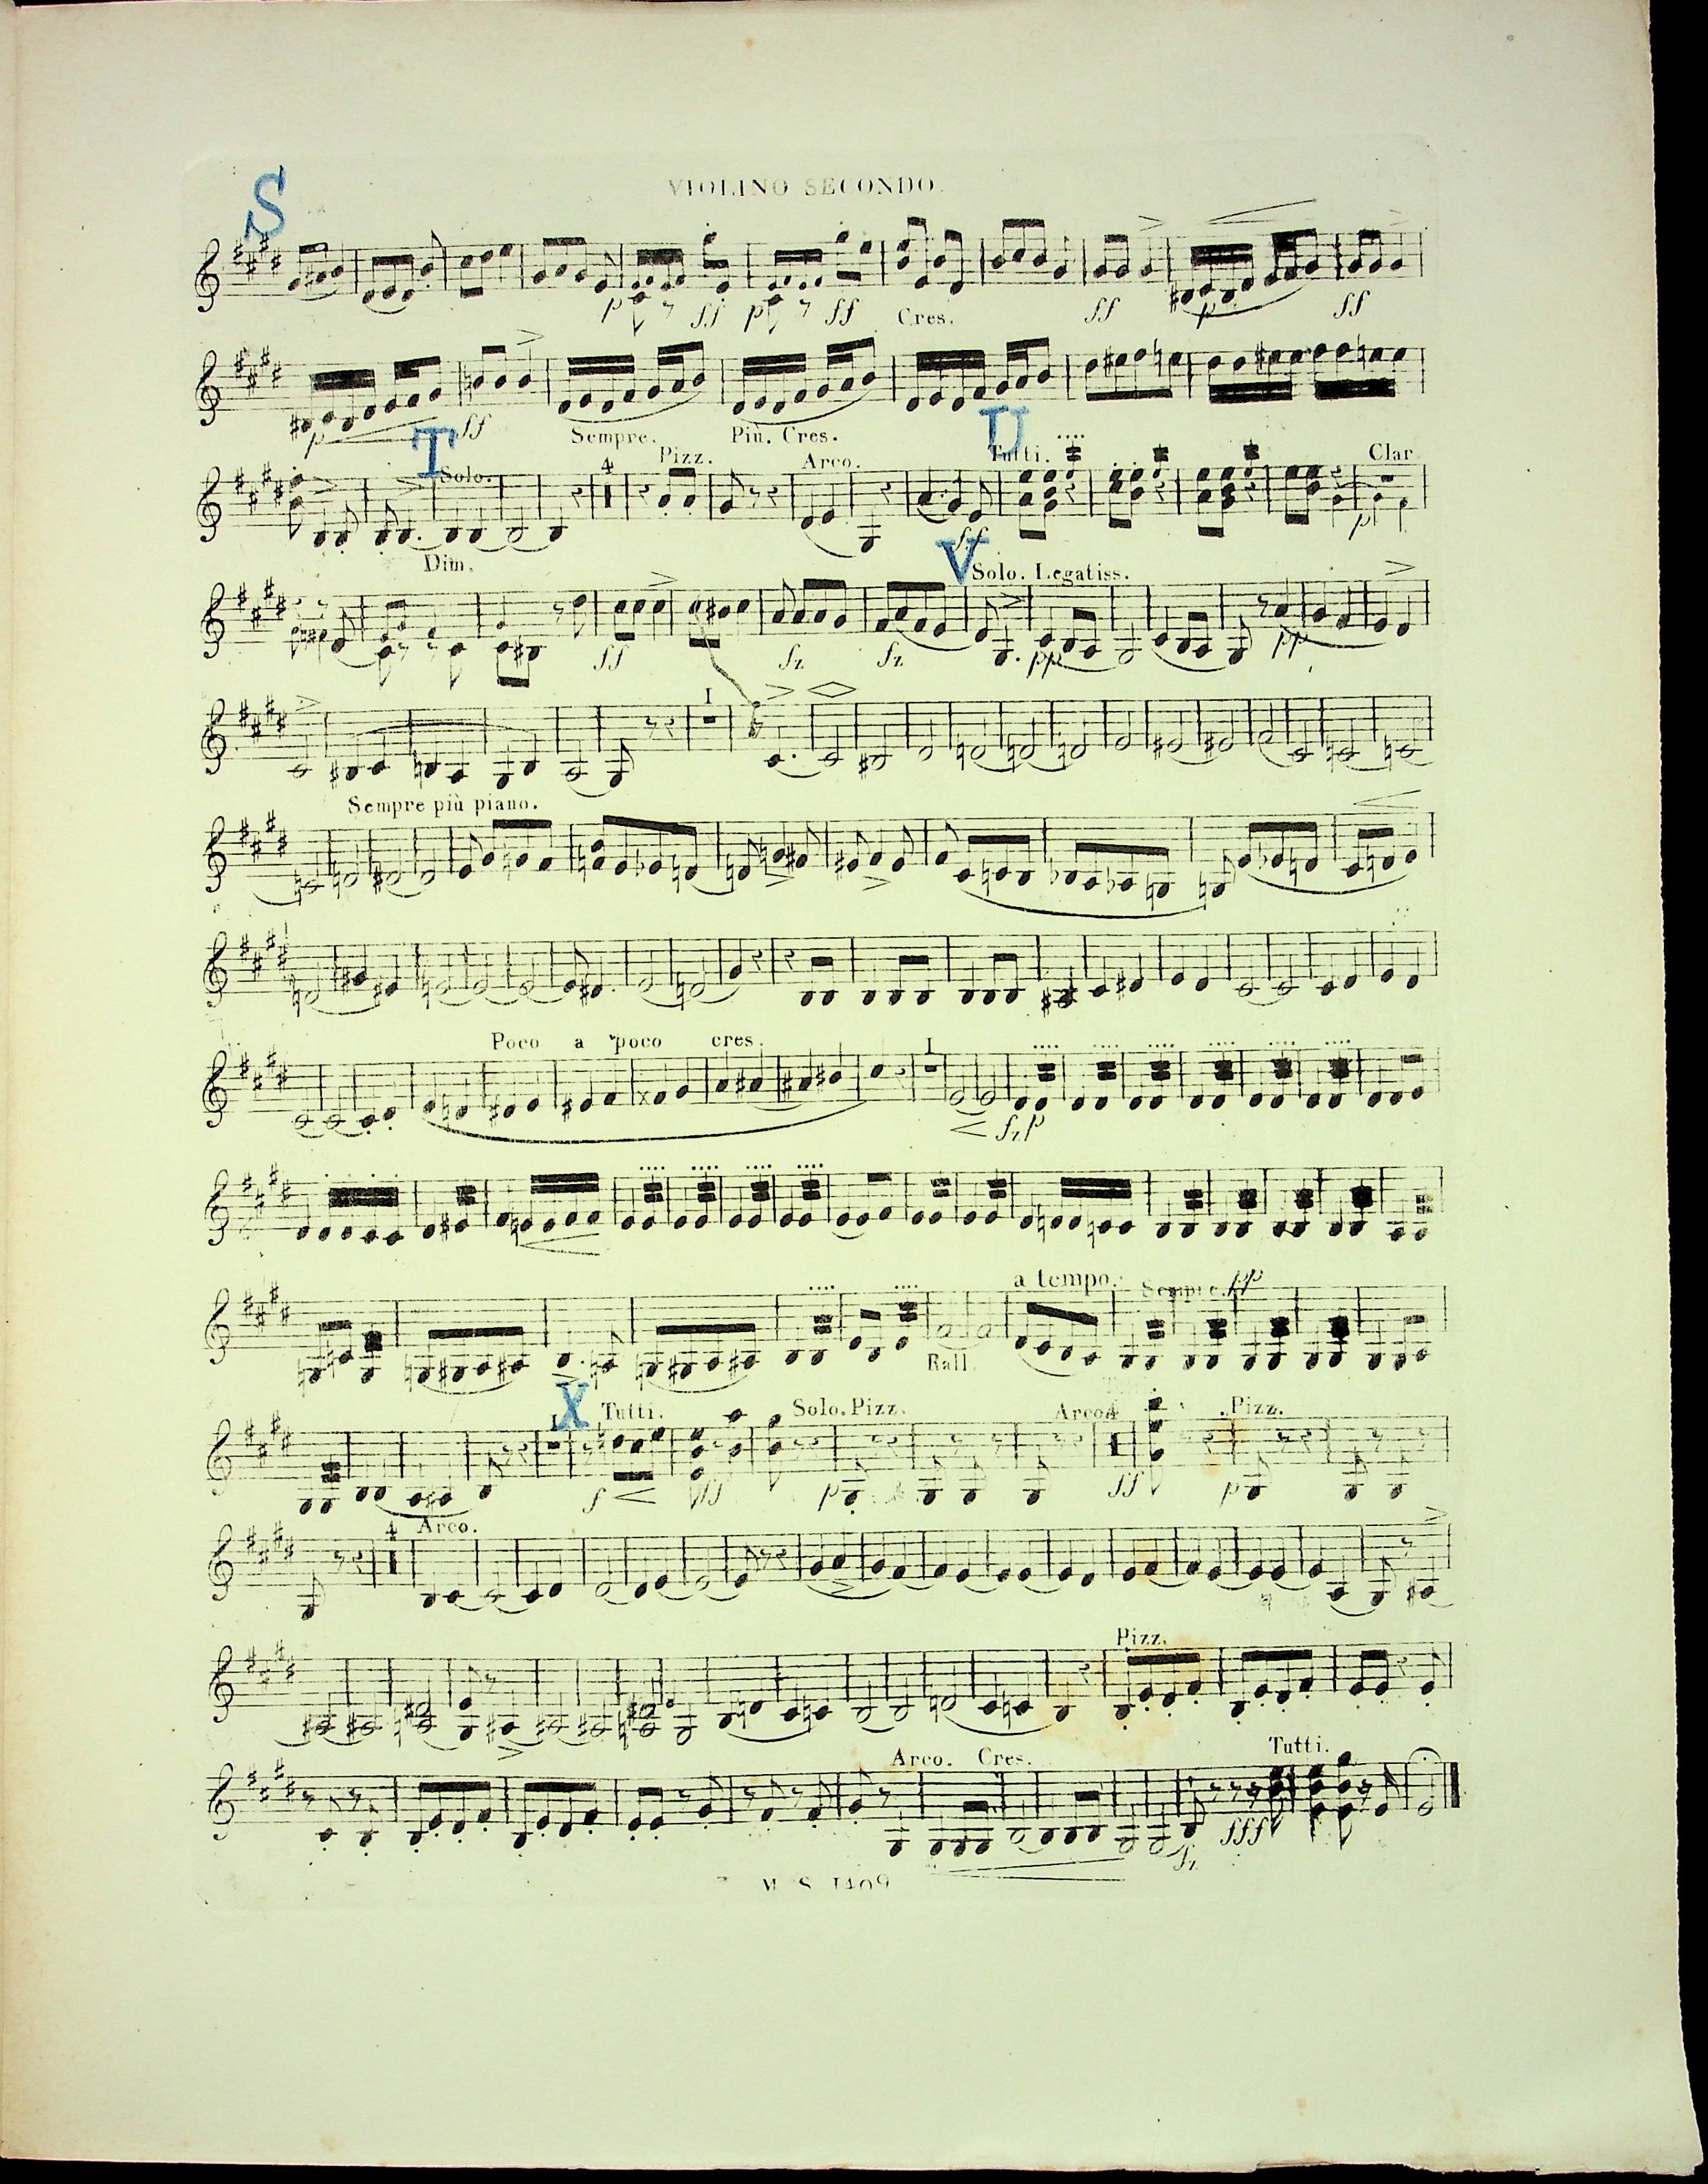 S
VIOLINO SECONDO.
p ff p ff Cres. ff p ff
p ff Sempre. Più. Cres.
T Solo. 4 Pizz. Arco. U Tutti. Clar
Dim. ff p
V Solo. Legatiss.
ff fz fz pp pp
I
Sempre più piano.
Poco a poco cres. I
fz p
a tempo. Sempre. pp
Rall.
I X Tutti. Solo. Pizz. Arco. 4 Pizz.
f ff p ff p
4 Arco.
Pizz.
Arco. Cres. Tutti.
fz fff
M. S. 1409